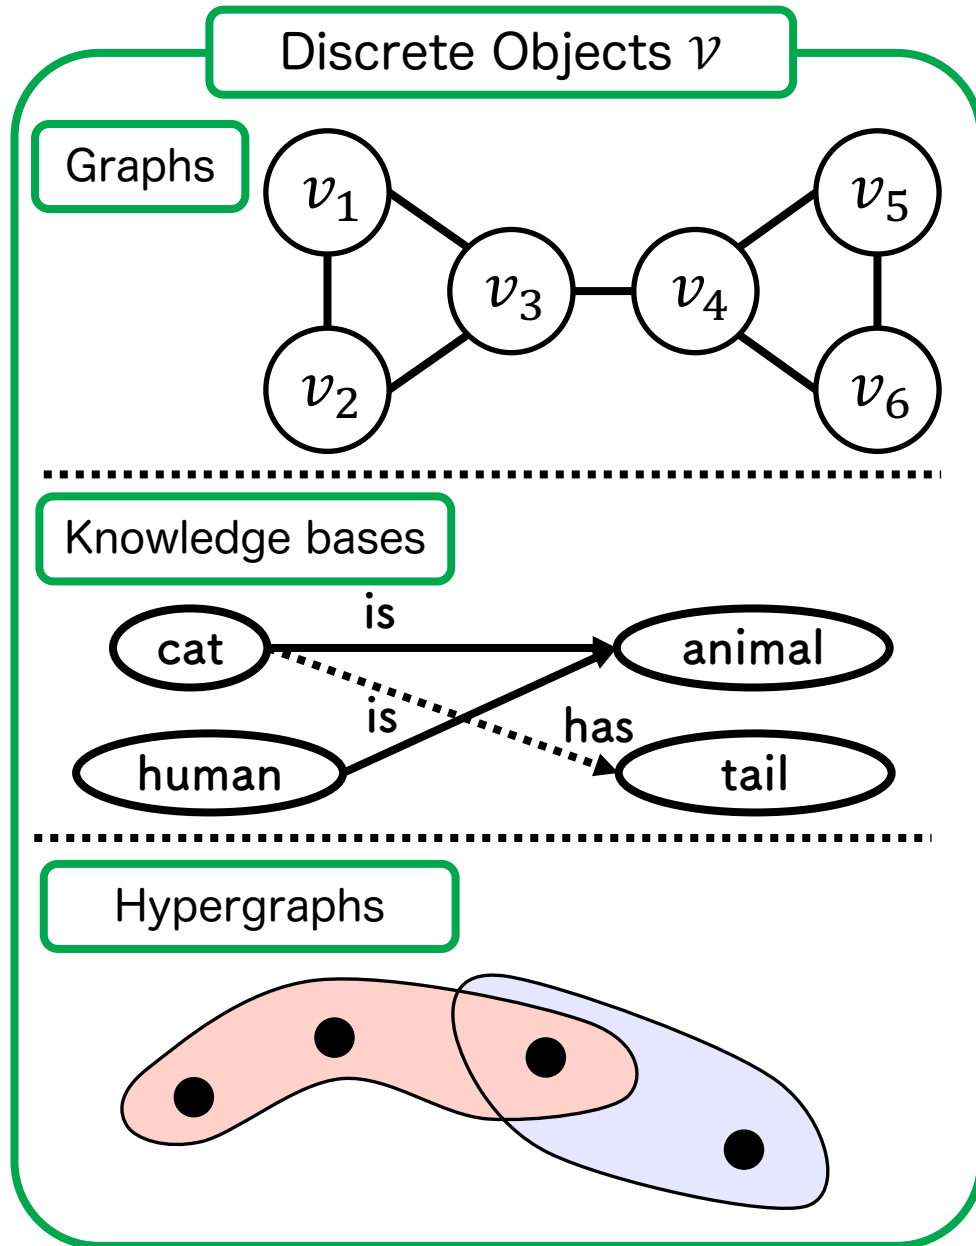 Discrete Objects 𝒱
Graphs
v₁
v₅
v₃
v₄
v₂
v₆
Knowledge bases
is
cat
animal
is
has
human
tail
Hypergraphs